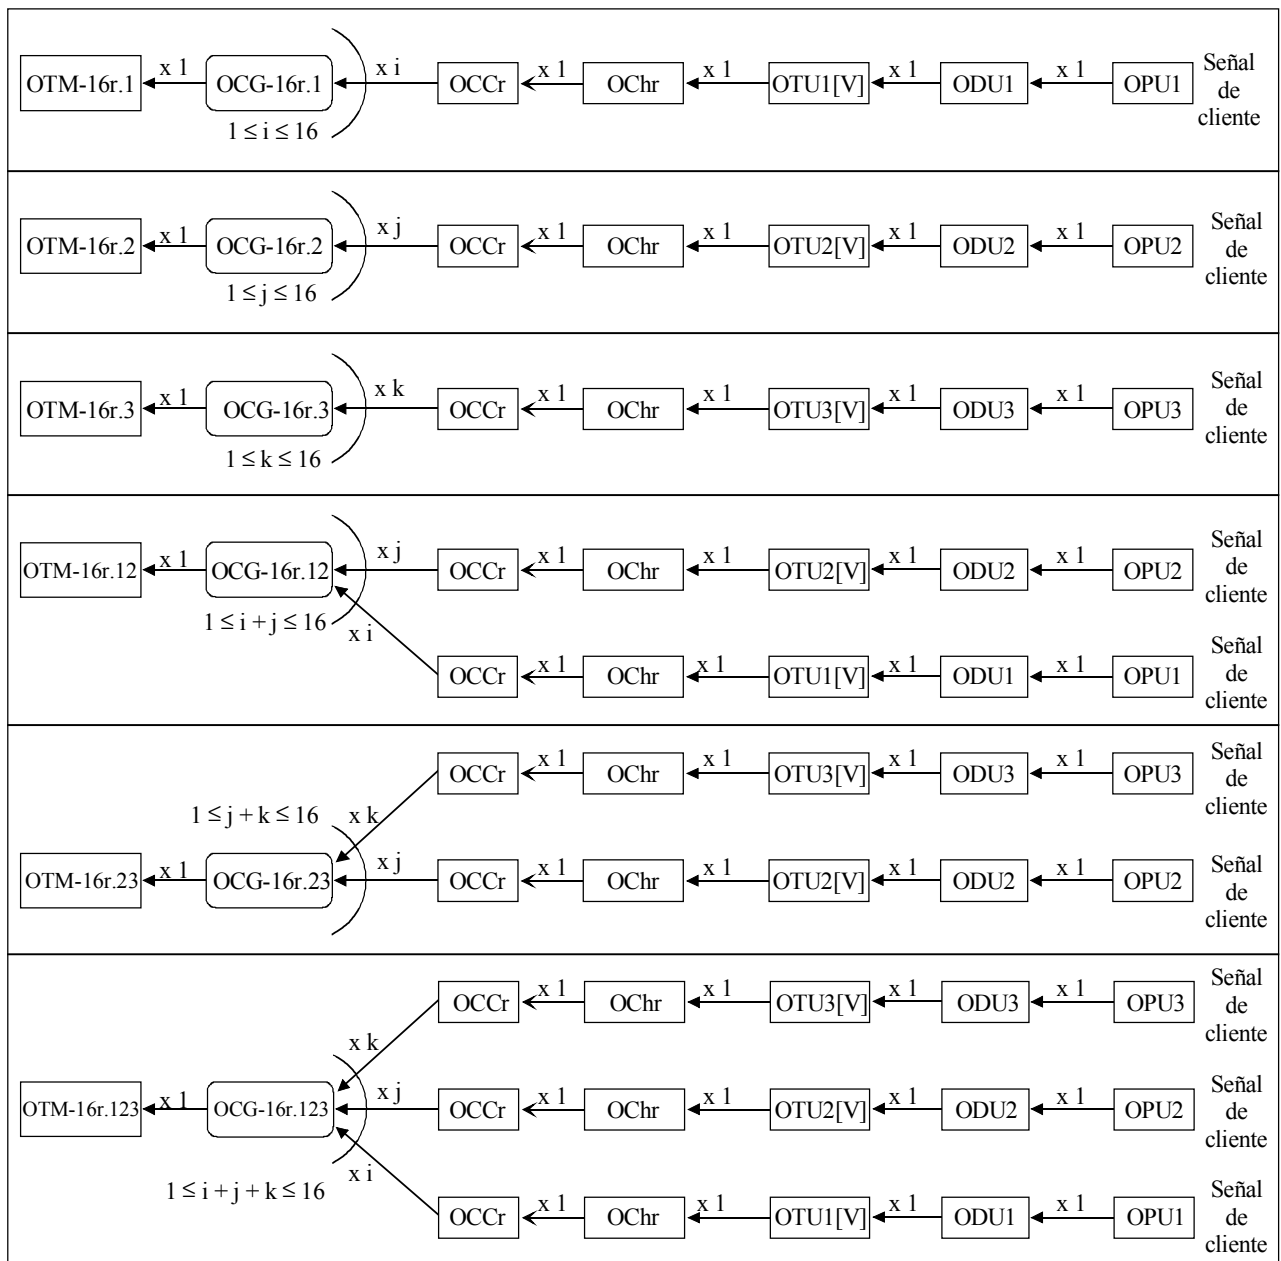 OTM-16r.1 x 1 OCG-16r.1 x i OCCr x 1 OChr x 1 OTU1[V] x 1 ODU1 x 1 OPU1 Señal
de
cliente
1 ≤ i ≤ 16
OTM-16r.2 x 1 OCG-16r.2 x j OCCr x 1 OChr x 1 OTU2[V] x 1 ODU2 x 1 OPU2 Señal
de
cliente
1 ≤ j ≤ 16
OTM-16r.3 x 1 OCG-16r.3 x k OCCr x 1 OChr x 1 OTU3[V] x 1 ODU3 x 1 OPU3 Señal
de
cliente
1 ≤ k ≤ 16
OTM-16r.12 x 1 OCG-16r.12 x j OCCr x 1 OChr x 1 OTU2[V] x 1 ODU2 x 1 OPU2 Señal
de
cliente
1 ≤ i + j ≤ 16
x i OCCr x 1 OChr x 1 OTU1[V] x 1 ODU1 x 1 OPU1 Señal
de
cliente
x k OCCr x 1 OChr x 1 OTU3[V] x 1 ODU3 x 1 OPU3 Señal
de
cliente
1 ≤ j + k ≤ 16
OTM-16r.23 x 1 OCG-16r.23 x j OCCr x 1 OChr x 1 OTU2[V] x 1 ODU2 x 1 OPU2 Señal
de
cliente
x k OCCr x 1 OChr x 1 OTU3[V] x 1 ODU3 x 1 OPU3 Señal
de
cliente
OTM-16r.123 x 1 OCG-16r.123 x j OCCr x 1 OChr x 1 OTU2[V] x 1 ODU2 x 1 OPU2 Señal
de
cliente
1 ≤ i + j + k ≤ 16
x i OCCr x 1 OChr x 1 OTU1[V] x 1 ODU1 x 1 OPU1 Señal
de
cliente